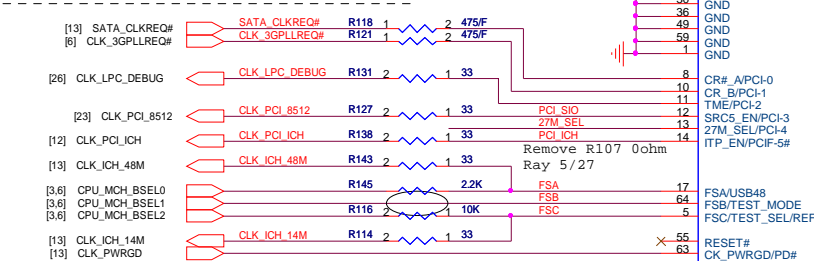 30 GND
36 GND
49 GND
59 GND
1 GND
[13] SATA_CLKREQ# SATA_CLKREQ# R118 1 2 475/F
[6] CLK_3GPLLREQ# CLK_3GPLLREQ# R121 1 2 475/F
[26] CLK_LPC_DEBUG CLK_LPC_DEBUG R131 2 1 33 8 CR#_A/PCI-0
10 CR_B/PCI-1
11 TME/PCI-2
[23] CLK_PCI_8512 CLK_PCI_8512 R127 2 1 33 PCI_SIO 12 SRC5_EN/PCI-3
27M_SEL 13 27M_SEL/PCI-4
[12] CLK_PCI_ICH CLK_PCI_ICH R138 2 1 33 PCI_ICH 14 ITP_EN/PCIF-5#
Remove R107 0ohm
[13] CLK_ICH_48M CLK_ICH_48M R143 2 1 33 Ray 5/27
[3,6] CPU_MCH_BSEL0 R145 2.2K FSA 17 FSA/USB48
[3,6] CPU_MCH_BSEL1 FSB 64 FSB/TEST_MODE
[3,6] CPU_MCH_BSEL2 R116 2 1 10K FSC 5 FSC/TEST_SEL/REF
[13] CLK_ICH_14M CLK_ICH_14M R114 2 1 33 55 RESET#
[13] CLK_PWRGD 63 CK_PWRGD/PD#